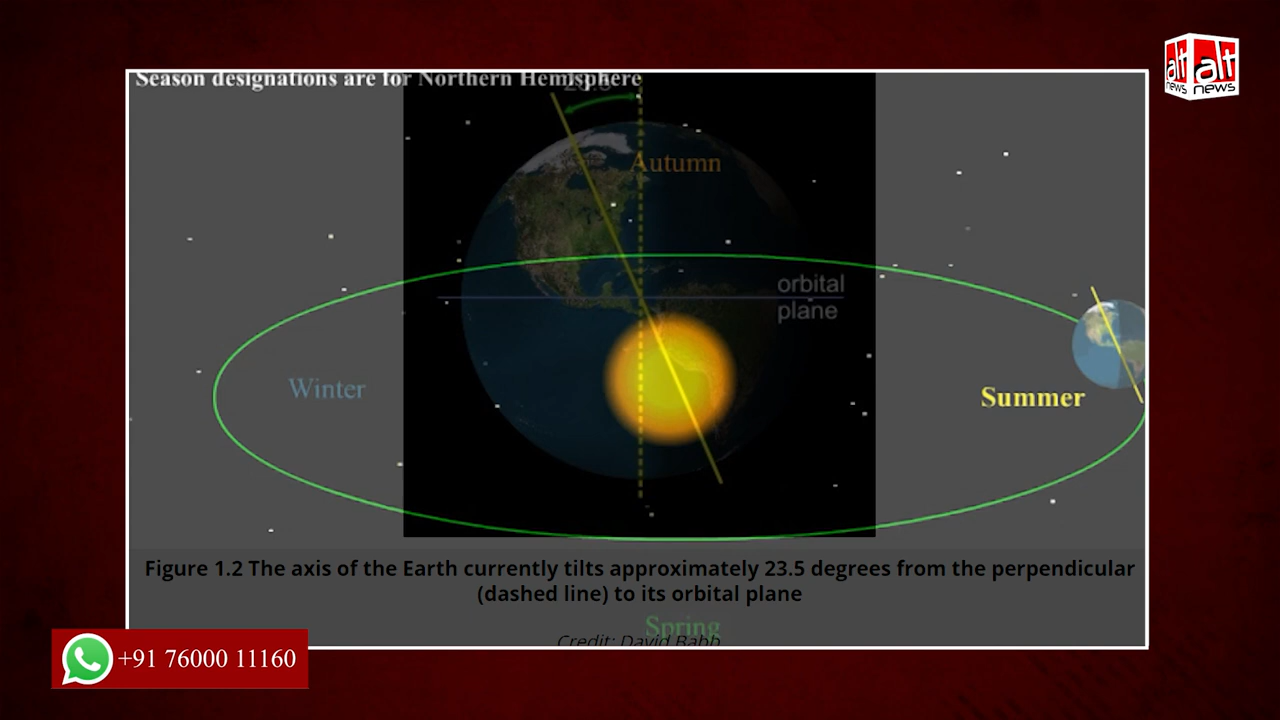 Season designations are for Northern Hemisphere
alt alt
news news
23.5
Autumn
orbital
plane
Winter
Summer
Figure 1.2 The axis of the Earth currently tilts approximately 23.5 degrees from the perpendicular
(dashed line) to its orbital plane
Spring
Credit: David Babb
+91 76000 11160